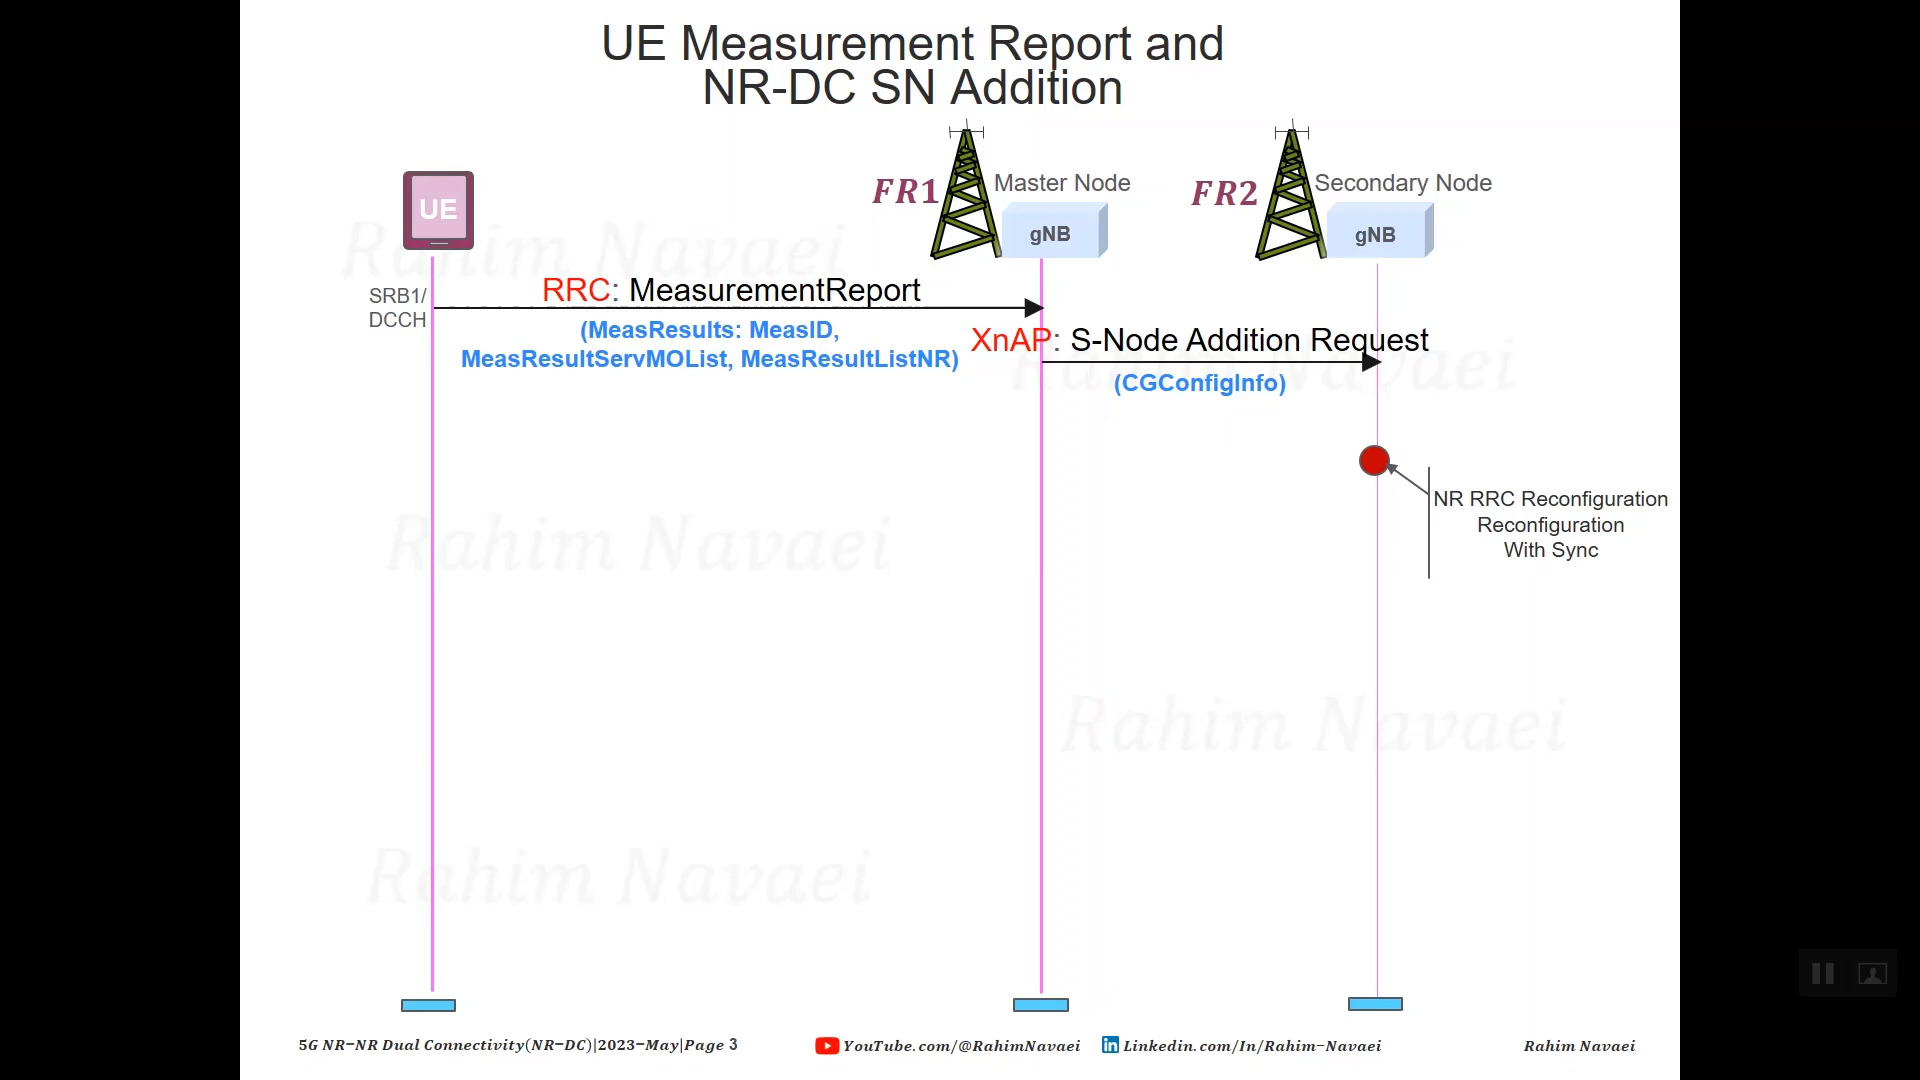 UE Measurement Report and
NR-DC SN Addition
UE
FR1
Master Node
gNB
FR2
Secondary Node
gNB
SRB1/
DCCH
RRC: MeasurementReport
(MeasResults: MeasID,
MeasResultServMOList, MeasResultListNR)
XnAP: S-Node Addition Request
(CGConfigInfo)
NR RRC Reconfiguration
Reconfiguration
With Sync
Rahim Navaei
Rahim Navaei
Rahim Navaei
Rahim Navaei
Rahim Navaei
5G NR-NR Dual Connectivity(NR-DC)|2023-May|Page 3
YouTube.com/@RahimNavaei
in Linkedin.com/In/Rahim-Navaei
Rahim Navaei